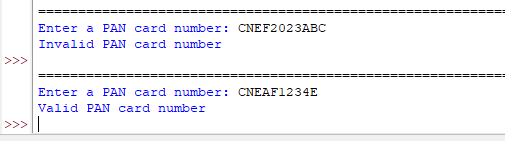 ==========================================================
Enter a PAN card number: CNEF2023ABC
Invalid PAN card number
>>>
==========================================================
Enter a PAN card number: CNEAF1234E
Valid PAN card number
>>>